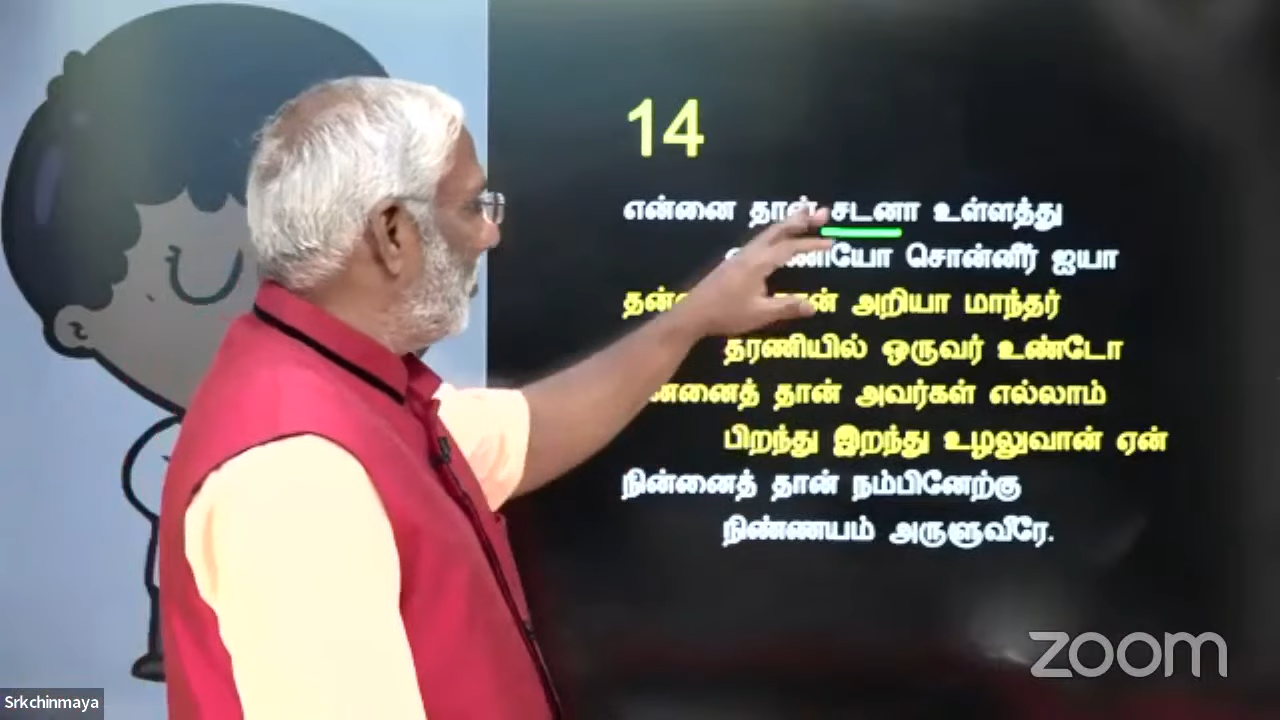 14
என்னை தான் சடனா உள்ளத்து
சொன்னீர் ஐயா
அறியா மாந்தர்
தரணியில் ஒருவர் உண்டோ
தான் அவர்கள் எல்லாம்
பிறந்து இறந்து உழலுவான் ஏன்
நின்னைத் தான் நம்பினேற்கு
நிண்ணயம் அருளுவீரே.
zoom
Srkchinmaya